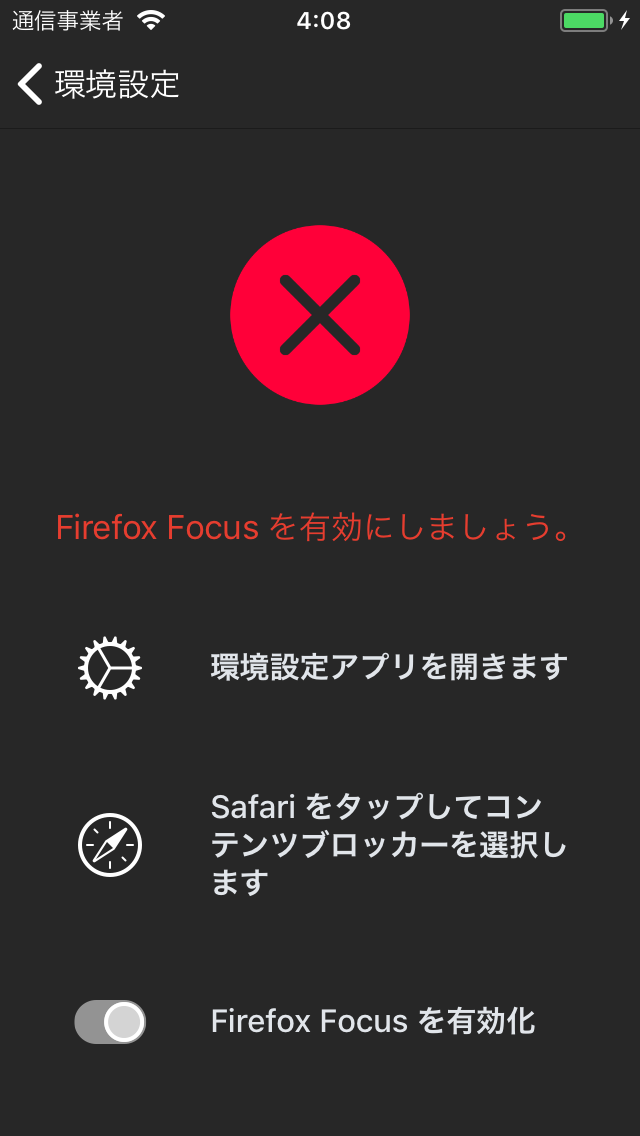 通信事業者 4:08
環境設定
Firefox Focus を有効にしましょう。
環境設定アプリを開きます
Safari をタップしてコン
テンツブロッカーを選択し
ます
Firefox Focus を有効化